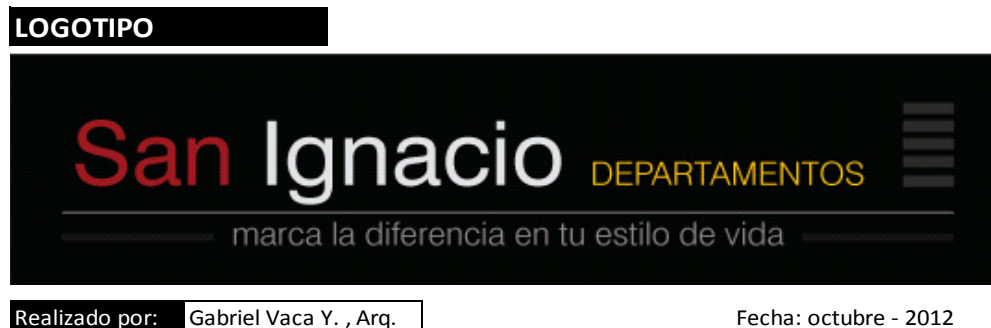 LOGOTIPO
San Ignacio DEPARTAMENTOS
marca la diferencia en tu estilo de vida
Realizado por: Gabriel Vaca Y. , Arq. Fecha: octubre - 2012